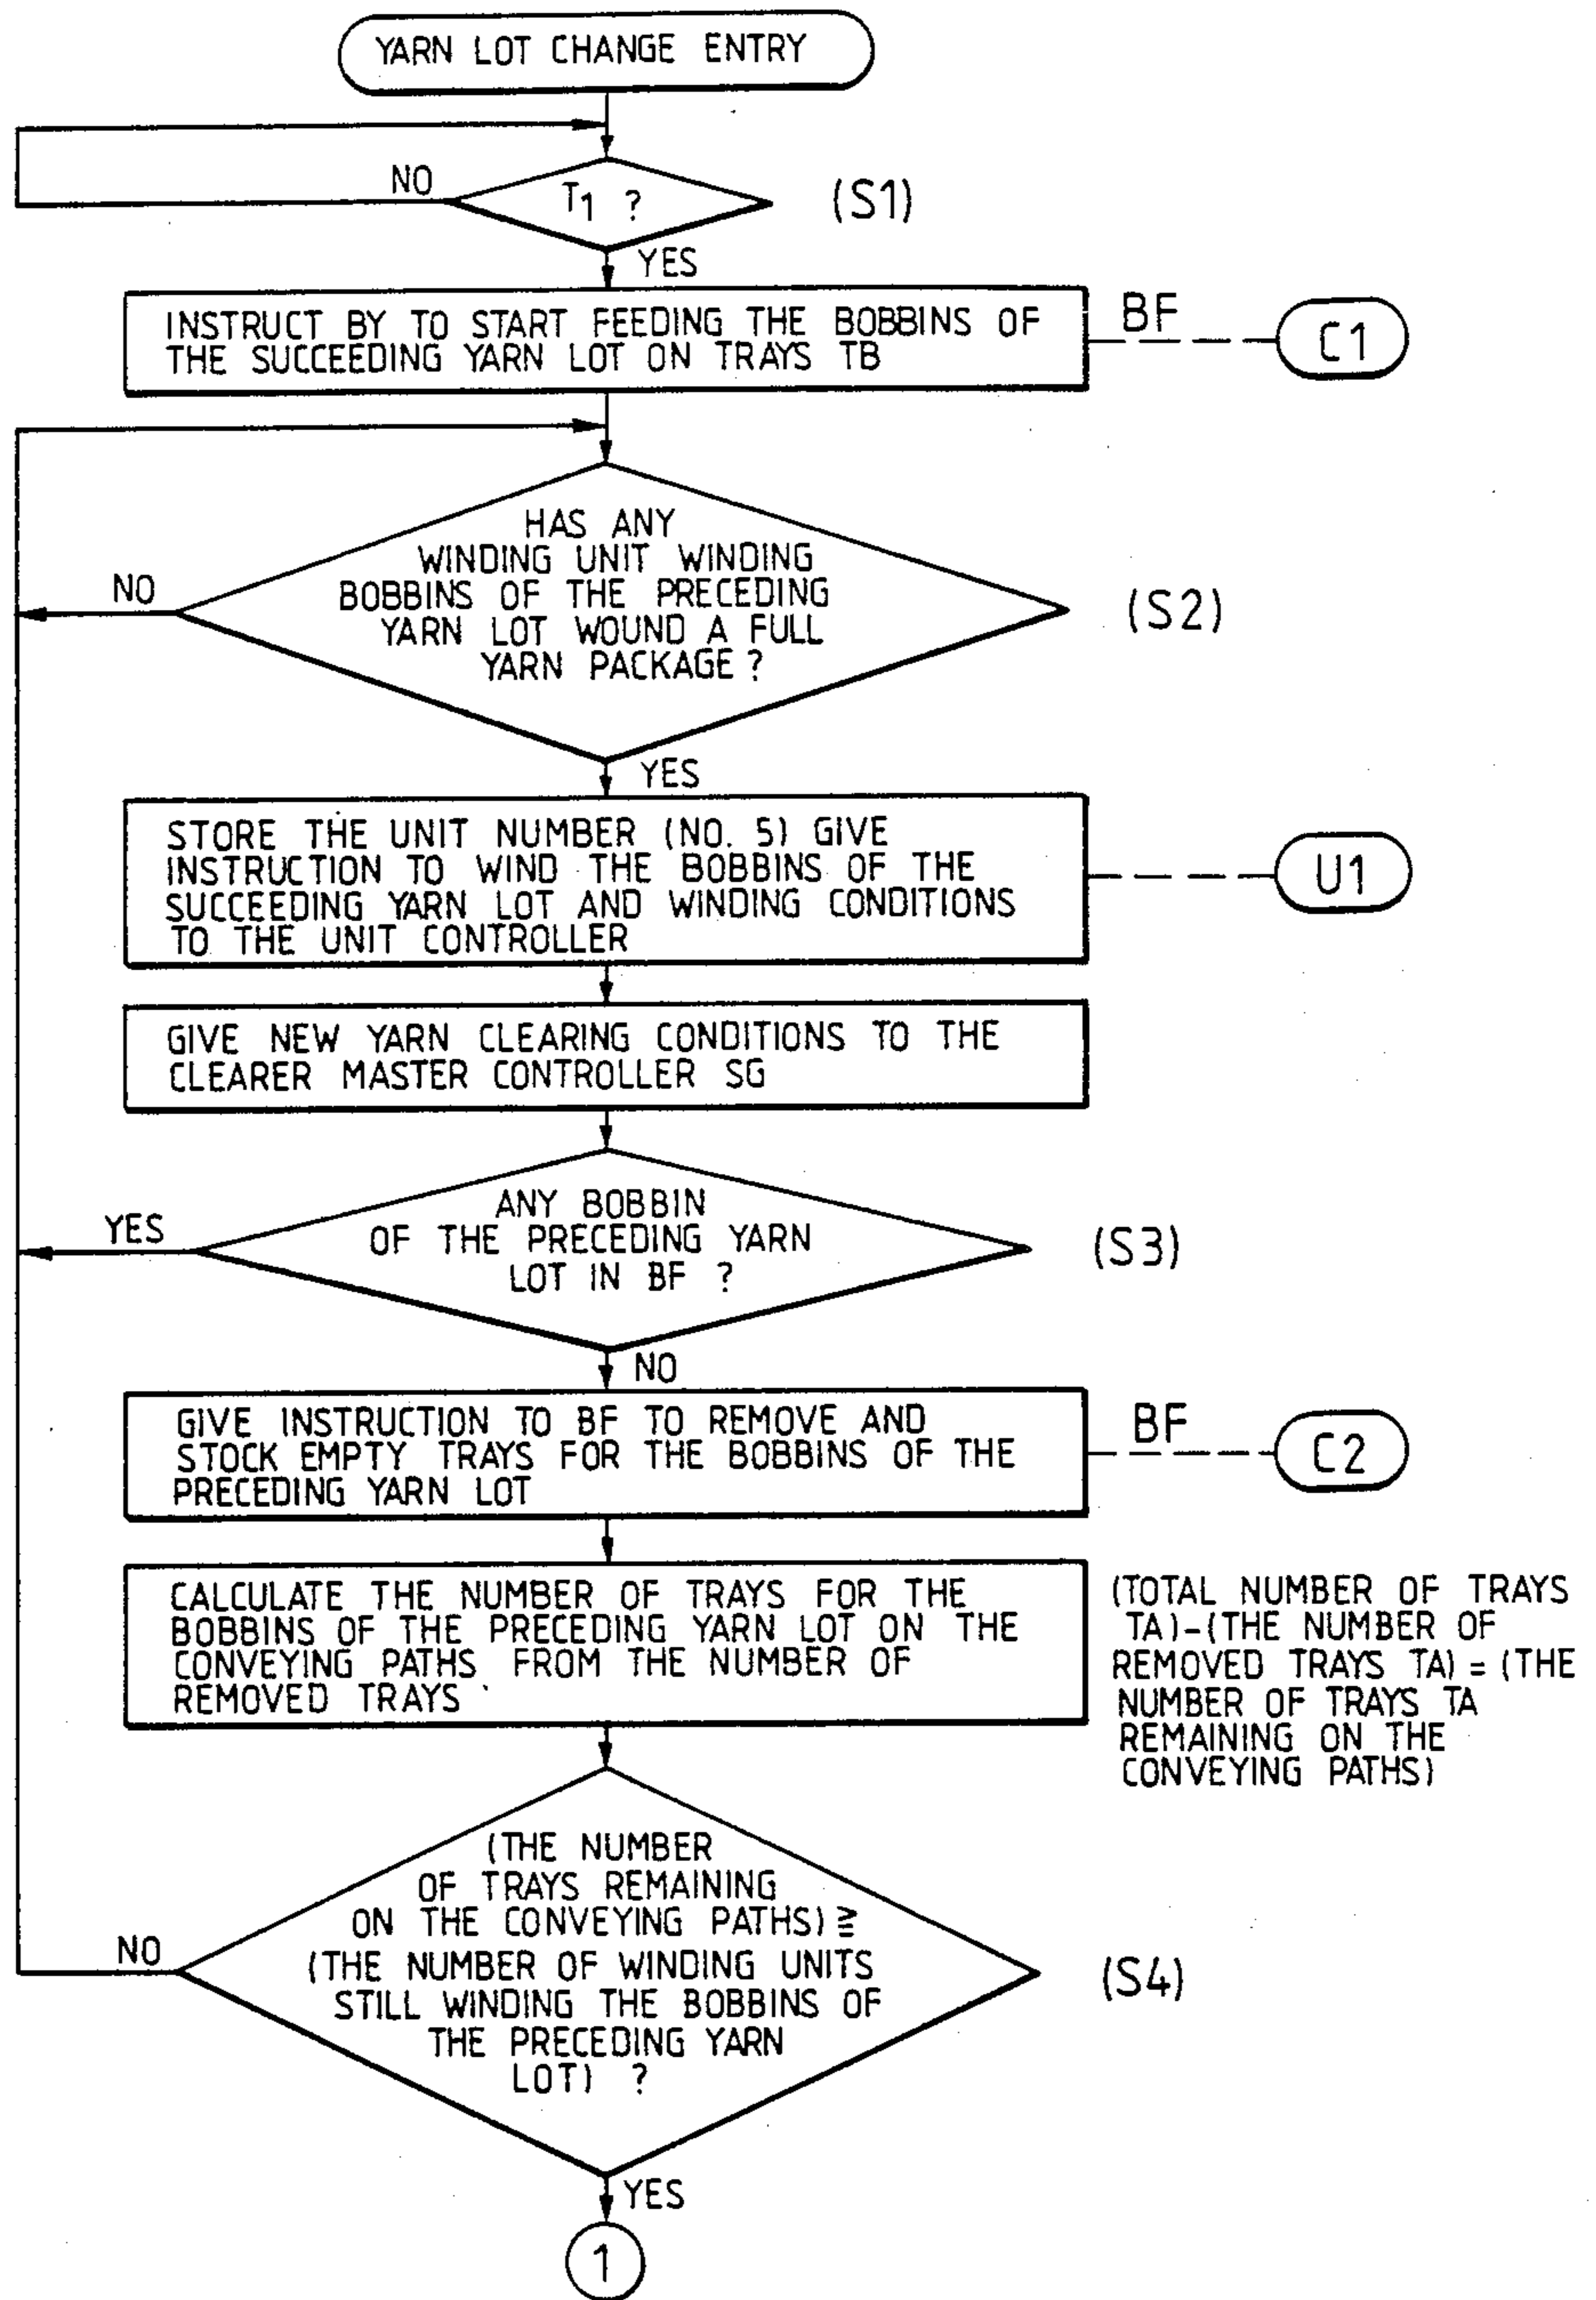 YARN LOT CHANGE ENTRY
NO
T1 ?
(S1)
YES
INSTRUCT BY TO START FEEDING THE BOBBINS OF
THE SUCCEEDING YARN LOT ON TRAYS TB
BF
C1
HAS ANY
WINDING UNIT WINDING
BOBBINS OF THE PRECEDING
YARN LOT WOUND A FULL
YARN PACKAGE ?
NO
(S2)
YES
STORE THE UNIT NUMBER (NO. 5) GIVE
INSTRUCTION TO WIND THE BOBBINS OF THE
SUCCEEDING YARN LOT AND WINDING CONDITIONS
TO THE UNIT CONTROLLER
U1
GIVE NEW YARN CLEARING CONDITIONS TO THE
CLEARER MASTER CONTROLLER SG
ANY BOBBIN
OF THE PRECEDING YARN
LOT IN BF ?
YES
(S3)
NO
GIVE INSTRUCTION TO BF TO REMOVE AND
STOCK EMPTY TRAYS FOR THE BOBBINS OF THE
PRECEDING YARN LOT
BF
C2
CALCULATE THE NUMBER OF TRAYS FOR THE
BOBBINS OF THE PRECEDING YARN LOT ON THE
CONVEYING PATHS FROM THE NUMBER OF
REMOVED TRAYS
(TOTAL NUMBER OF TRAYS
TA)-(THE NUMBER OF
REMOVED TRAYS TA) = (THE
NUMBER OF TRAYS TA
REMAINING ON THE
CONVEYING PATHS)
(THE NUMBER
OF TRAYS REMAINING
ON THE CONVEYING PATHS) ≧
(THE NUMBER OF WINDING UNITS
STILL WINDING THE BOBBINS OF
THE PRECEDING YARN
LOT) ?
NO
(S4)
YES
1